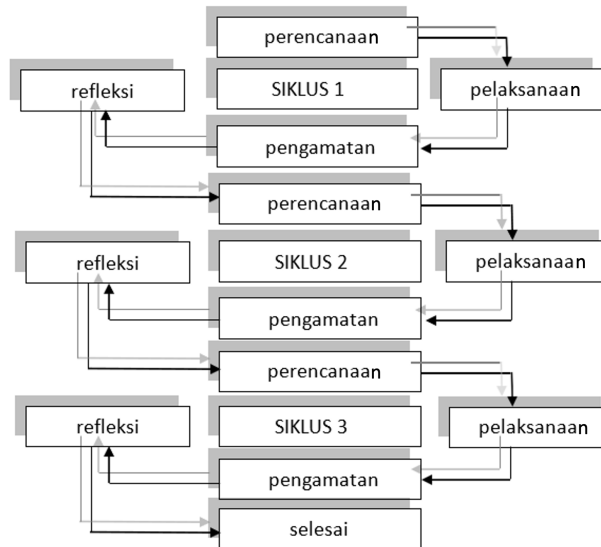 perencanaan
refleksi
SIKLUS 1
pelaksanaan
pengamatan
perencanaan
refleksi
SIKLUS 2
pelaksanaan
pengamatan
perencanaan
refleksi
SIKLUS 3
pelaksanaan
pengamatan
selesai